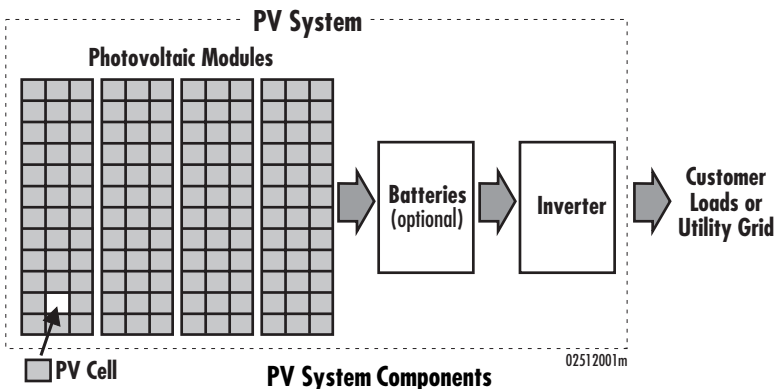 PV System
Photovoltaic Modules
Batteries
(optional)
Inverter
Customer
Loads or
Utility Grid
PV Cell
PV System Components
02512001m